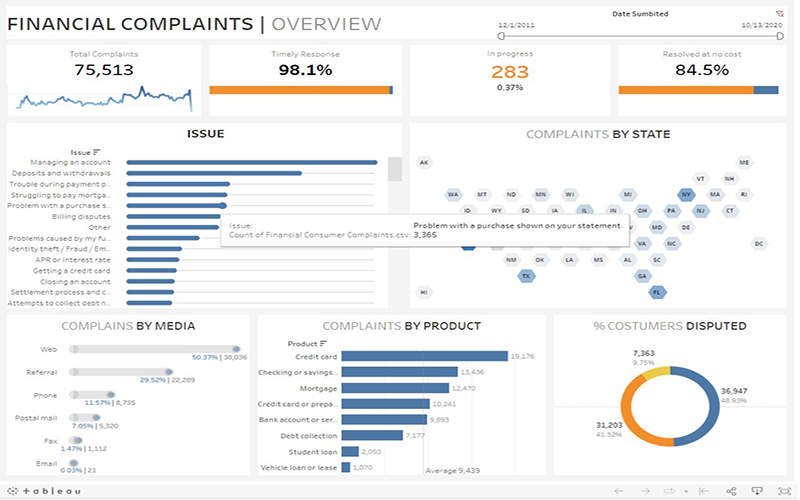 FINANCIAL COMPLAINTS | OVERVIEW
Date Sumbited
12/1/2011 10/13/2020
Total Complaints
75,513
Timely Response
98.1%
In progress
283
0.37%
Resolved at no cost
84.5%
ISSUE
Issue
Managing an account
Deposits and withdrawals
Trouble during payment p...
Struggling to pay mortga...
Problem with a purchase s...
Billing disputes
Other
Problems caused by my fu...
Identity theft / Fraud / Em...
APR or interest rate
Getting a credit card
Closing an account
Settlement process and c...
Attempts to collect debt n...
Issue: Problem with a purchase shown on your statement
Count of Financial Consumer Complaints.csv: 3,365
COMPLAINTS BY STATE
AK ME
VT NH
WA MT ND MN WI MI NY MA RI
ID WY SD IA IL IN OH PA NJ CT
MD DE
VA NC DC
NM OK LA MS AL SC
TX GA
HI FL
COMPLAINS BY MEDIA
Web
50.37% | 38,036
Referral
29.52% | 22,289
Phone
11.57% | 8,735
Postal mail
7.05% | 5,320
Fax
1.47% | 1,112
Email
0.03% | 21
COMPLAINTS BY PRODUCT
Product
Credit card 19,176
Checking or savings.. 13,436
Mortgage 12,470
Credit card or prepa.. 10,241
Bank account or ser.. 9,893
Debt collection 7,177
Student loan 2,050
Vehicle loan or lease 1,070
Average 9,439
% COSTUMERS DISPUTED
7,363
9.75%
36,947
48.93%
31,203
41.32%
+ableau